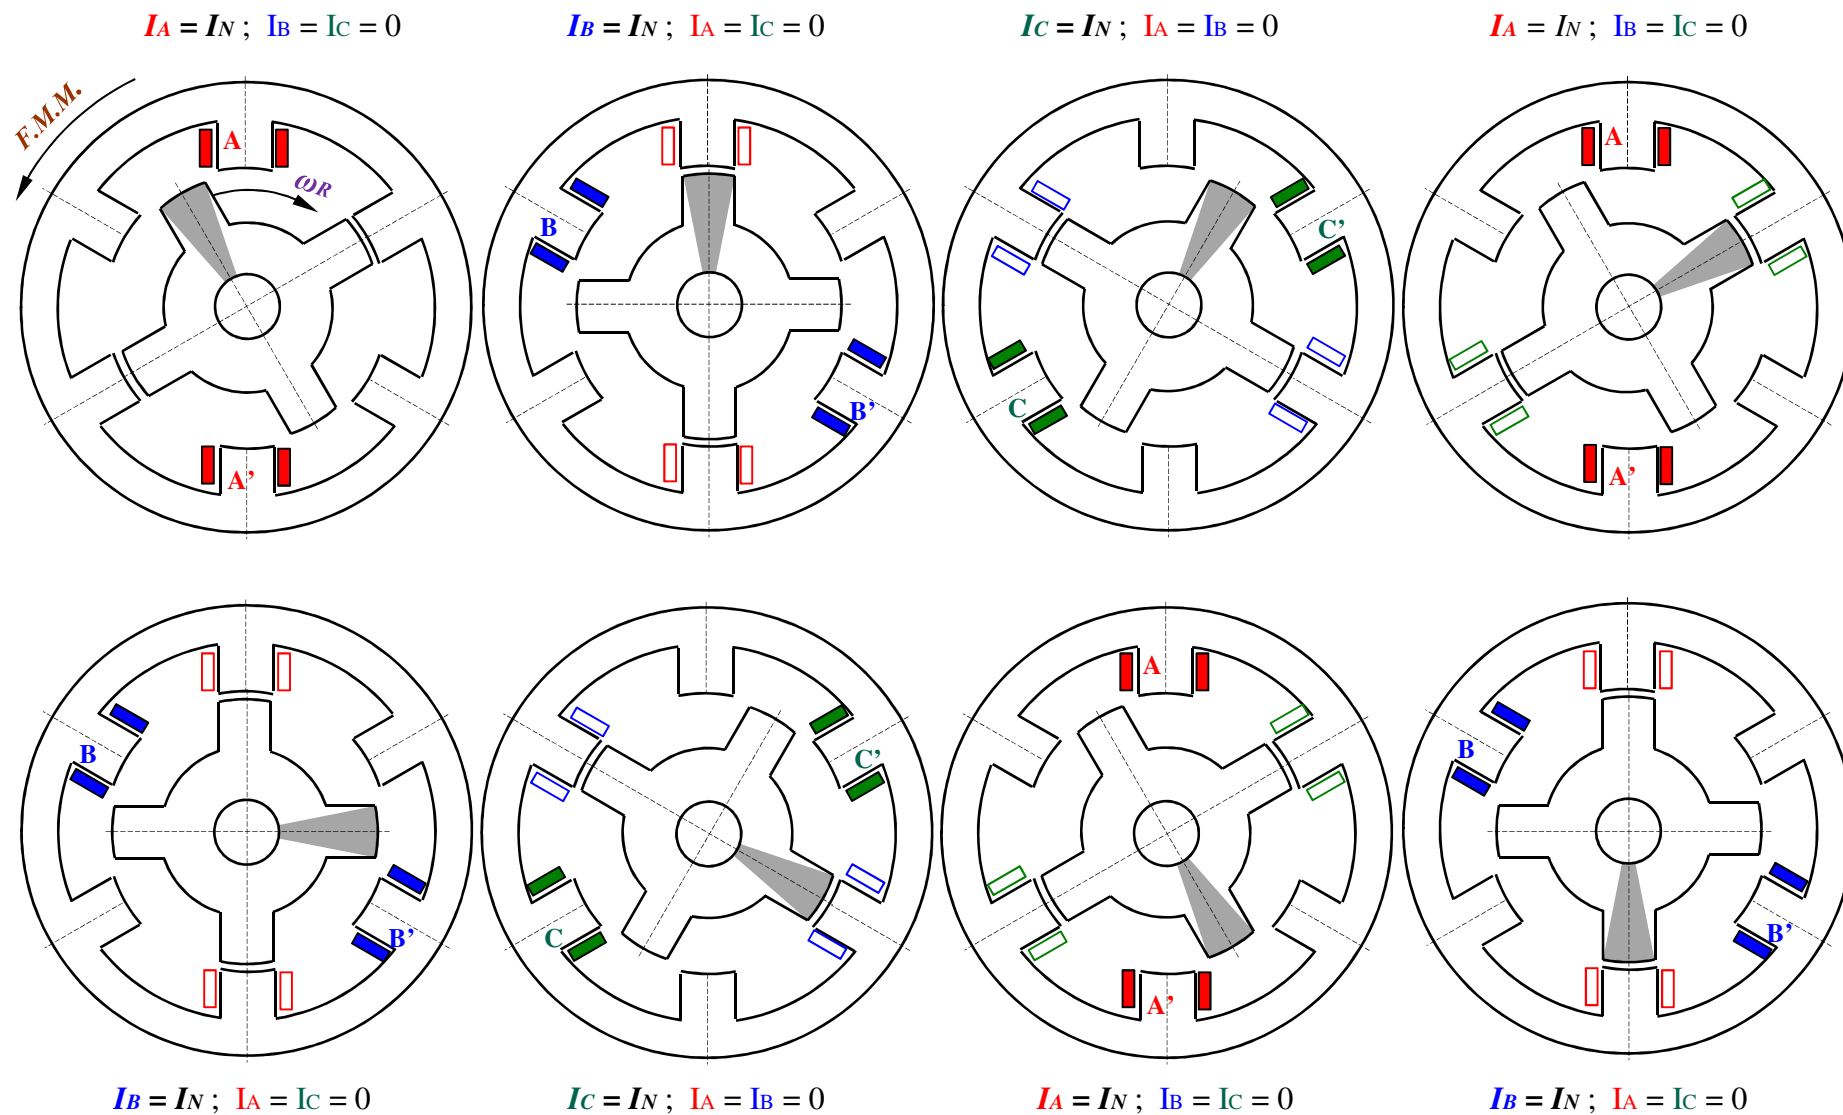 IA = IN ; IB = IC = 0
IB = IN ; IA = IC = 0
IC = IN ; IA = IB = 0
IA = IN ; IB = IC = 0
F.M.M.
A
ωR
A'
B
B'
C'
C
A
A'
B
B'
C'
C
A
A'
B
B'
IB = IN ; IA = IC = 0
IC = IN ; IA = IB = 0
IA = IN ; IB = IC = 0
IB = IN ; IA = IC = 0